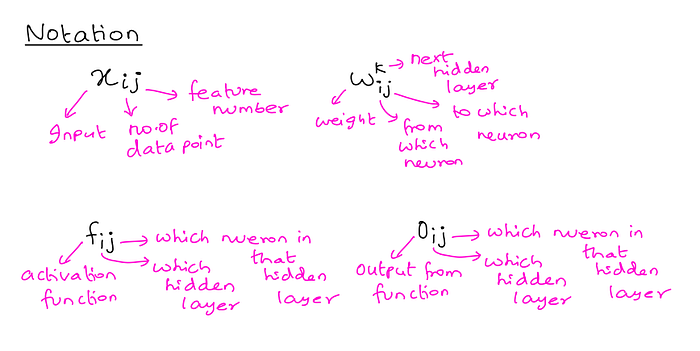 Notation
xij
Input
no. of
data point
feature
number
wkij
next
hidden
layer
weight
from
which
neuron
to which
neuron
fij
activation
function
which
hidden
layer
which nueron in
that
hidden
layer
Oij
output from
function
which
hidden
layer
which nueron in
that
hidden
layer